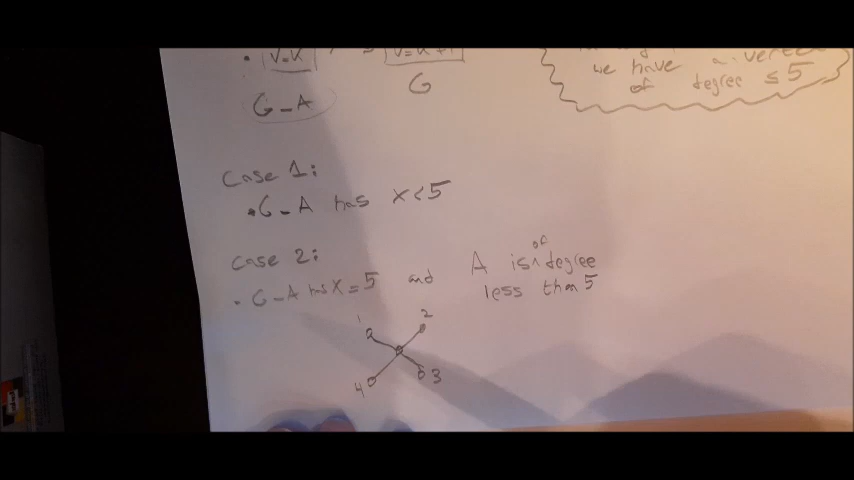 V=K
V=K+1
G-A
G
we have a vertex
of degree ≤ 5
Case 1:
• G-A has X<5
Case 2:
• G-A has X=5 and A is of degree
less than 5
1
2
4
3